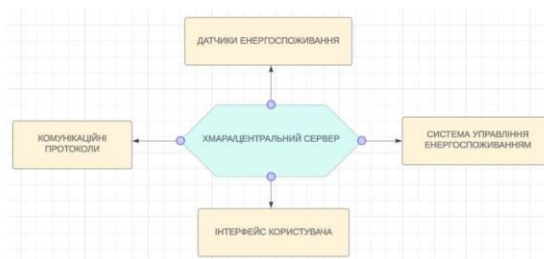 ДАТЧИКИ ЕНЕРГОСПОЖИВАННЯ
КОМУНІКАЦІЙНІ
ПРОТОКОЛИ
ХМАРА/ЦЕНТРАЛЬНИЙ СЕРВЕР
СИСТЕМА УПРАВЛІННЯ
ЕНЕРГОСПОЖИВАННЯМ
ІНТЕРФЕЙС КОРИСТУВАЧА